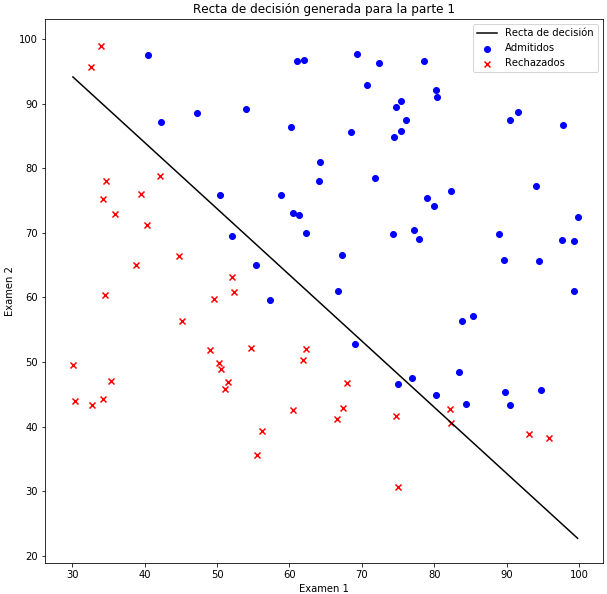 Recta de decisión generada para la parte 1
Recta de decisión
Admitidos
Rechazados
Examen 2
100
90
80
70
60
50
40
30
20
30 40 50 60 70 80 90 100
Examen 1